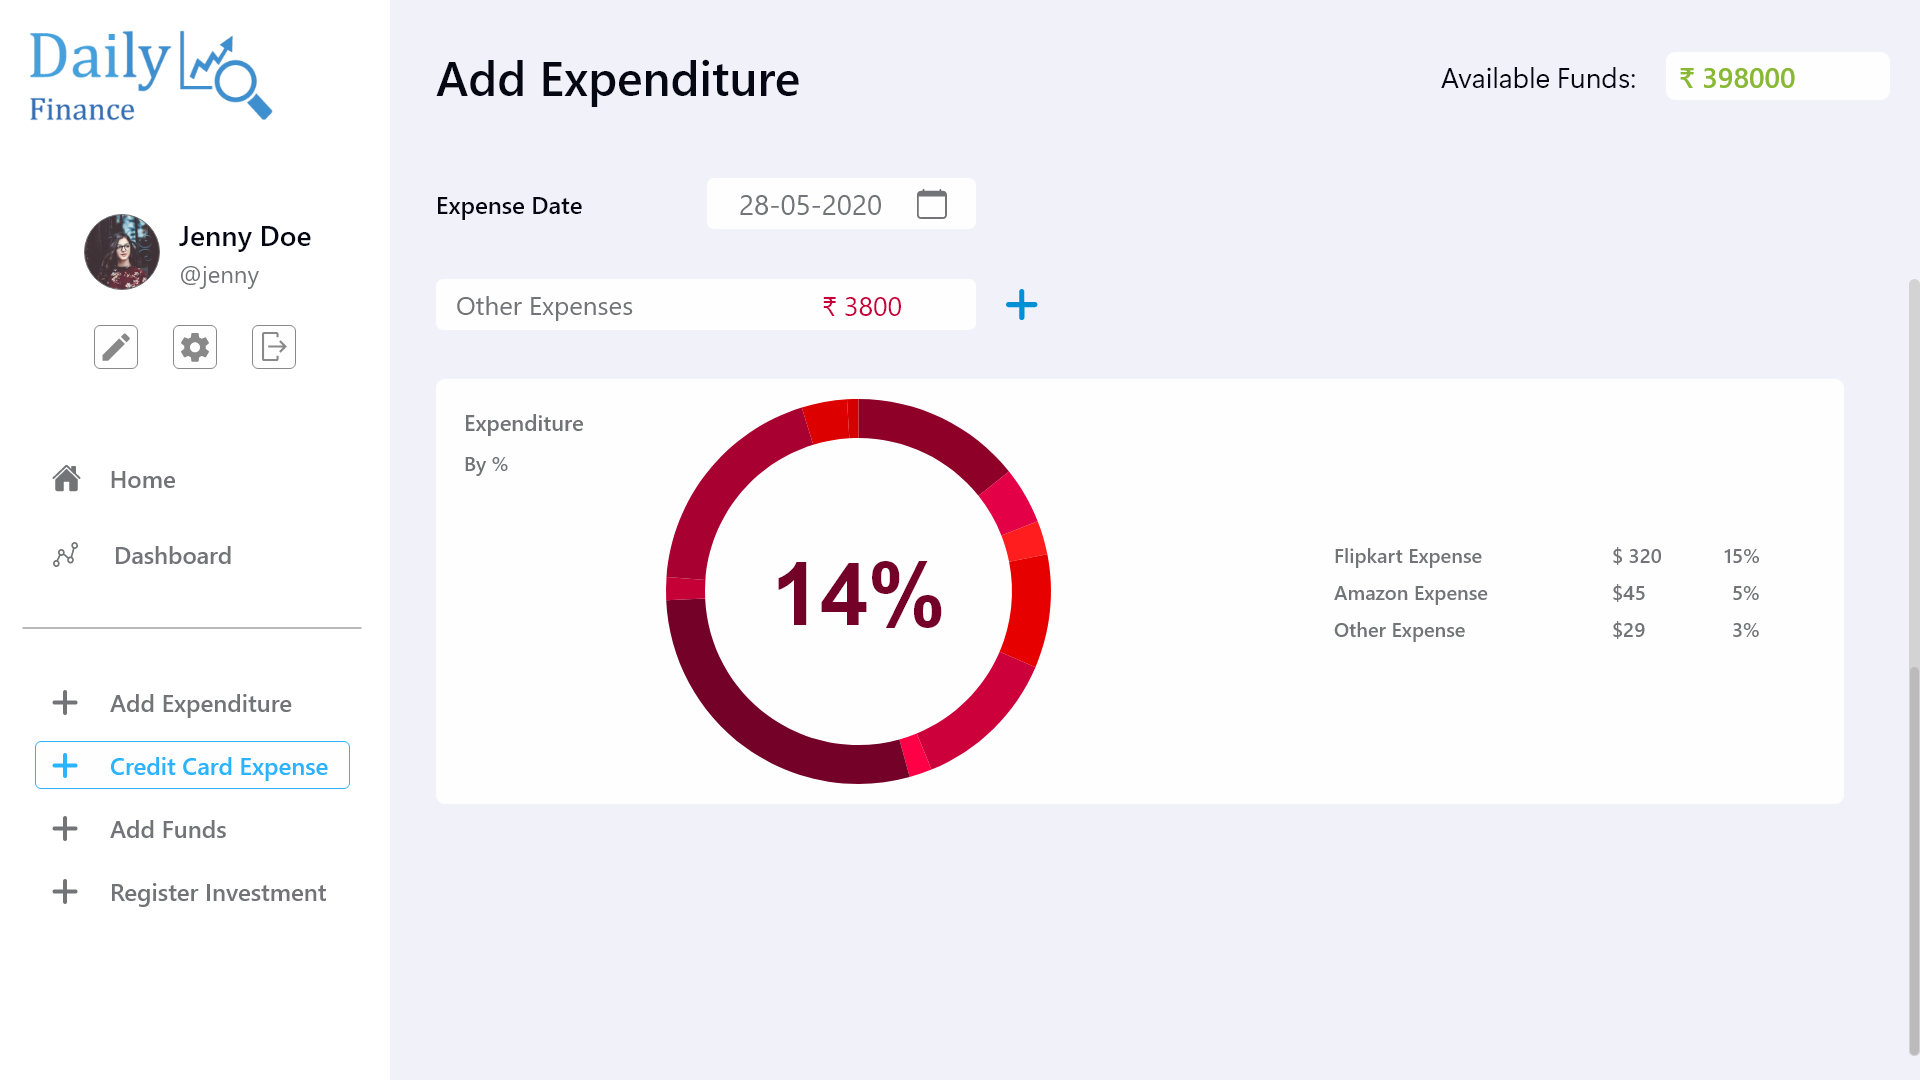 Daily
Finance
Jenny Doe
@jenny
Home
Dashboard
Add Expenditure
Credit Card Expense
Add Funds
Register Investment
Add Expenditure
Available Funds: ₹ 398000
Expense Date 28-05-2020
Other Expenses ₹ 3800
Expenditure
By %
14%
Flipkart Expense $ 320 15%
Amazon Expense $45 5%
Other Expense $29 3%